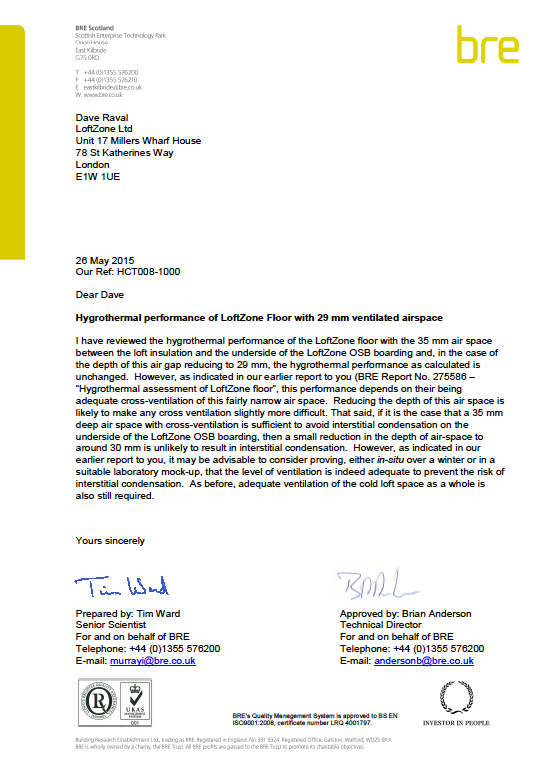 BRE Scotland
Scottish Enterprise Technology Park
Orion House
East Kilbride
G75 0RD
T +44 (0)1355 576200
F +44 (0)1355 576210
E eastkilbride@bre.co.uk
W www.bre.co.uk
bre
Dave Raval
LoftZone Ltd
Unit 17 Millers Wharf House
78 St Katherines Way
London
E1W 1UE
26 May 2015
Our Ref: HCT008-1000
Dear Dave
Hygrothermal performance of LoftZone Floor with 29 mm ventilated airspace
I have reviewed the hygrothermal performance of the LoftZone floor with the 35 mm air space
between the loft insulation and the underside of the LoftZone OSB boarding and, in the case of
the depth of this air gap reducing to 29 mm, the hygrothermal performance as calculated is
unchanged. However, as indicated in our earlier report to you (BRE Report No. 275586 –
“Hygrothermal assessment of LoftZone floor”, this performance depends on their being
adequate cross-ventilation of this fairly narrow air space. Reducing the depth of this air space is
likely to make any cross ventilation slightly more difficult. That said, if it is the case that a 35 mm
deep air space with cross-ventilation is sufficient to avoid interstitial condensation on the
underside of the LoftZone OSB boarding, then a small reduction in the depth of air-space to
around 30 mm is unlikely to result in interstitial condensation. However, as indicated in our
earlier report to you, it may be advisable to consider proving, either in-situ over a winter or in a
suitable laboratory mock-up, that the level of ventilation is indeed adequate to prevent the risk of
interstitial condensation. As before, adequate ventilation of the cold loft space as a whole is
also still required.
Yours sincerely
Tim Ward
Prepared by: Tim Ward
Senior Scientist
For and on behalf of BRE
Telephone: +44 (0)1355 576200
E-mail: murrayi@bre.co.uk
Approved by: Brian Anderson
Technical Director
For and on behalf of BRE
Telephone: +44 (0)1355 576200
E-mail: andersonb@bre.co.uk
R
UKAS
001
BRE's Quality Management System is approved to BS EN
ISO9001:2008, certificate number LRQ 4001797.
INVESTOR IN PEOPLE
Building Research Establishment Ltd, trading as BRE. Registered in England: No 331 9324. Registered Office: Garston, Watford, WD25 9XX
BRE is wholly owned by a charity, the BRE Trust. All BRE profits are passed to the BRE Trust to promote its charitable objectives.